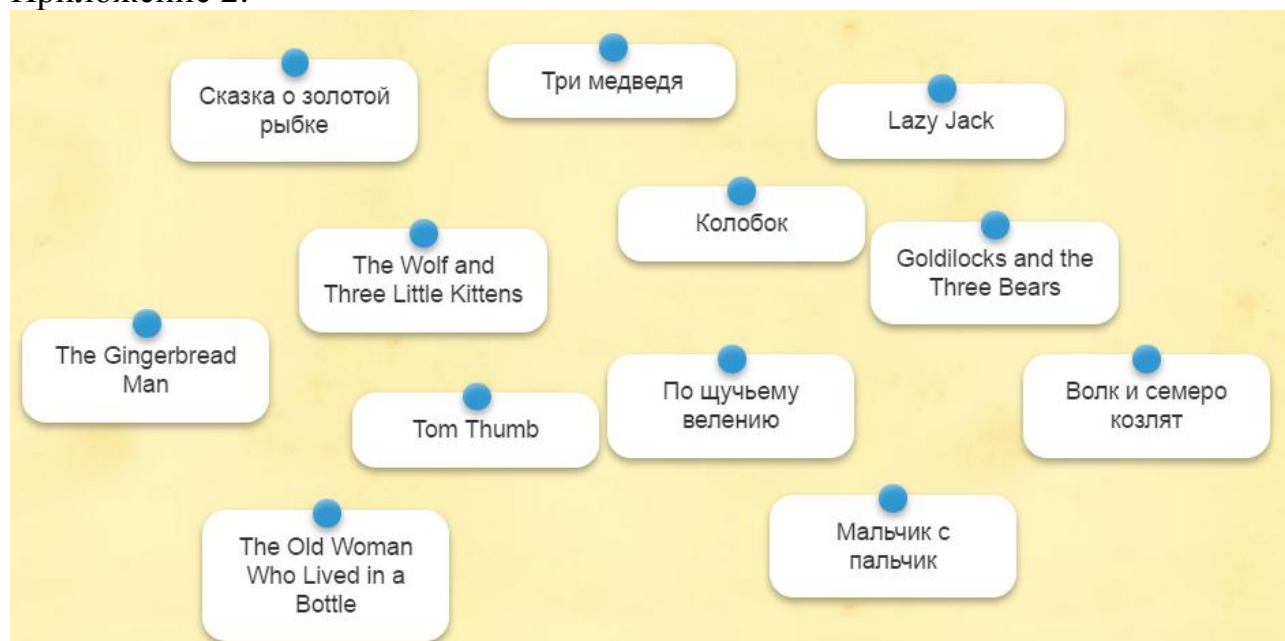 Приложение 2.
Сказка о золотой
рыбке
Три медведя
Lazy Jack
Колобок
The Wolf and
Three Little Kittens
Goldilocks and the
Three Bears
The Gingerbread
Man
Tom Thumb
По щучьему
велению
Волк и семеро
козлят
The Old Woman
Who Lived in a
Bottle
Мальчик с
пальчик